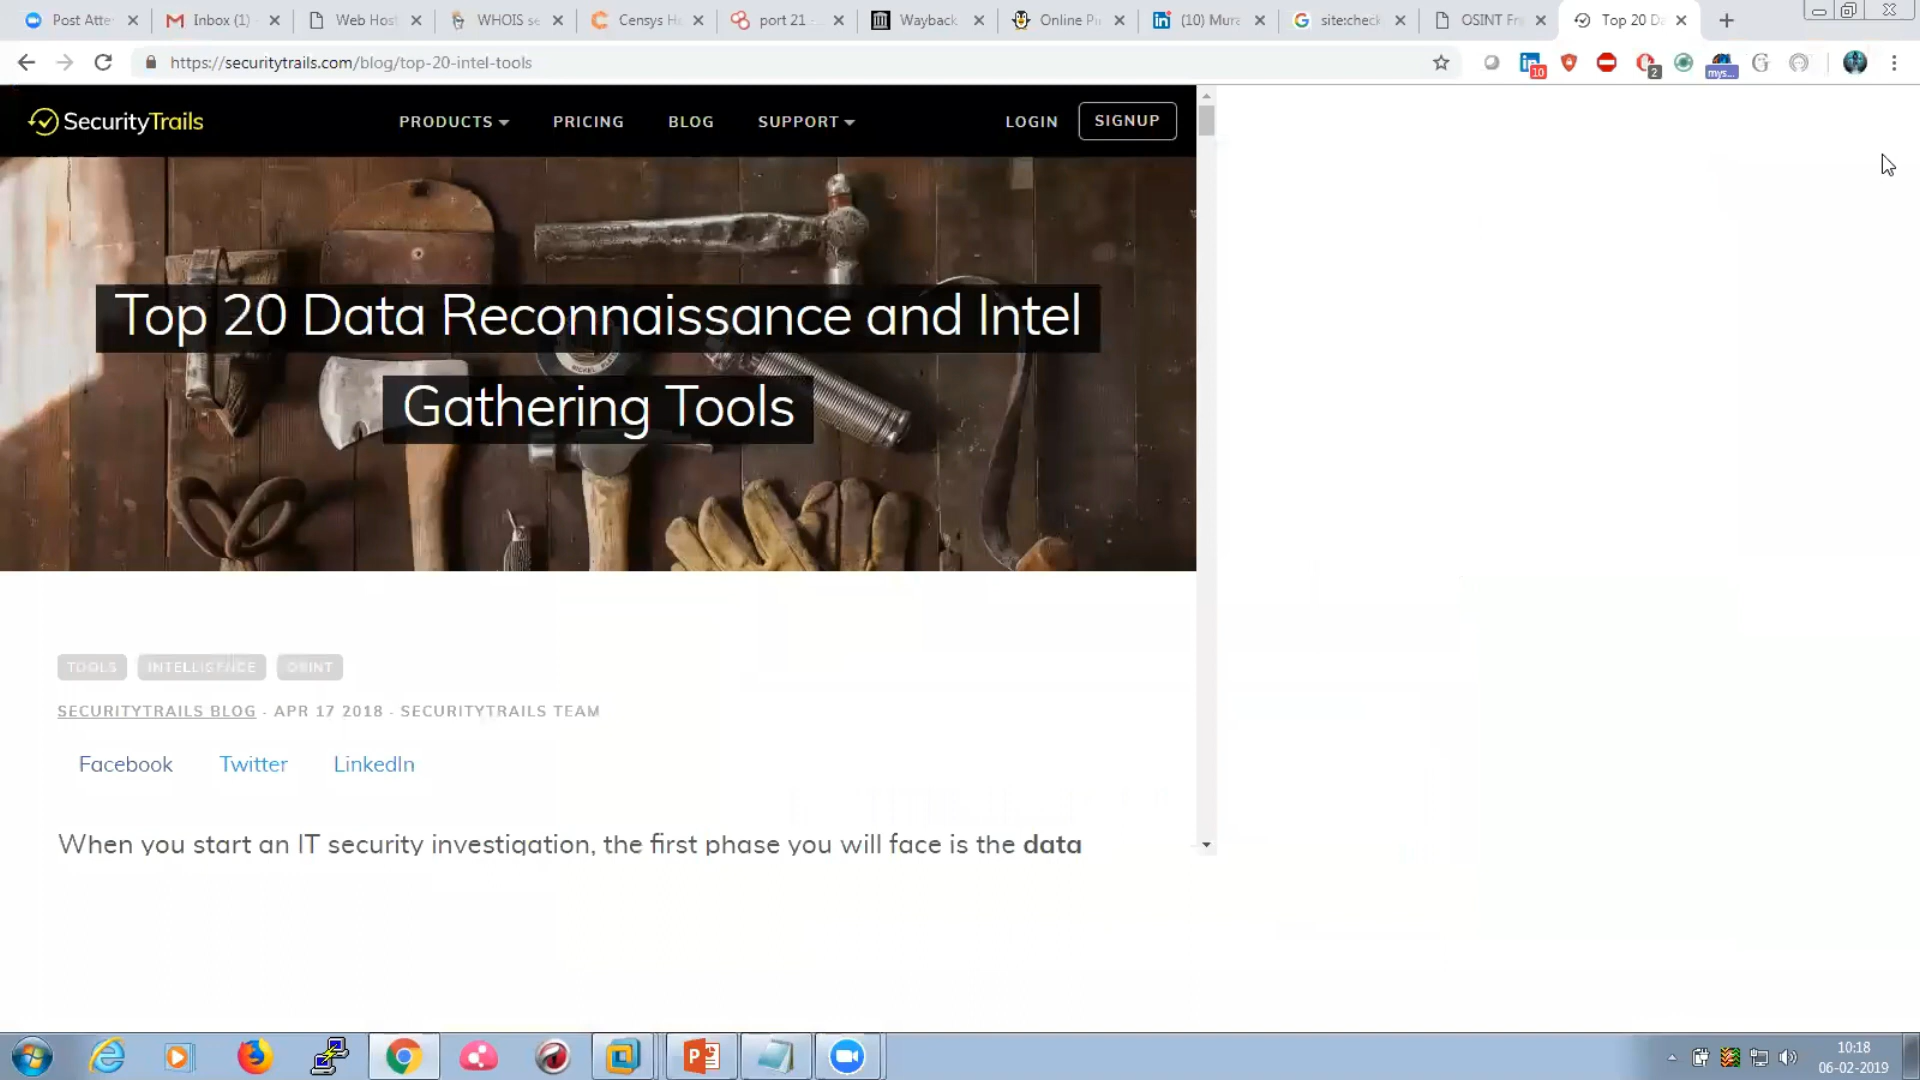 Post Atte
Inbox (1)
Web Host
WHOIS se
Censys H
port 21
Wayback
Online P
(10) Mura
site:check
OSINT Fr
Top 20 D
https://securitytrails.com/blog/top-20-intel-tools
10
2
mys...
SecurityTrails
PRODUCTS
PRICING
BLOG
SUPPORT
LOGIN
SIGNUP
Top 20 Data Reconnaissance and Intel
Gathering Tools
TOOLS
INTELLIGENCE
OSINT
SECURITYTRAILS BLOG - APR 17 2018 - SECURITYTRAILS TEAM
Facebook
Twitter
LinkedIn
When you start an IT security investigation, the first phase you will face is the data
10:18
06-02-2019